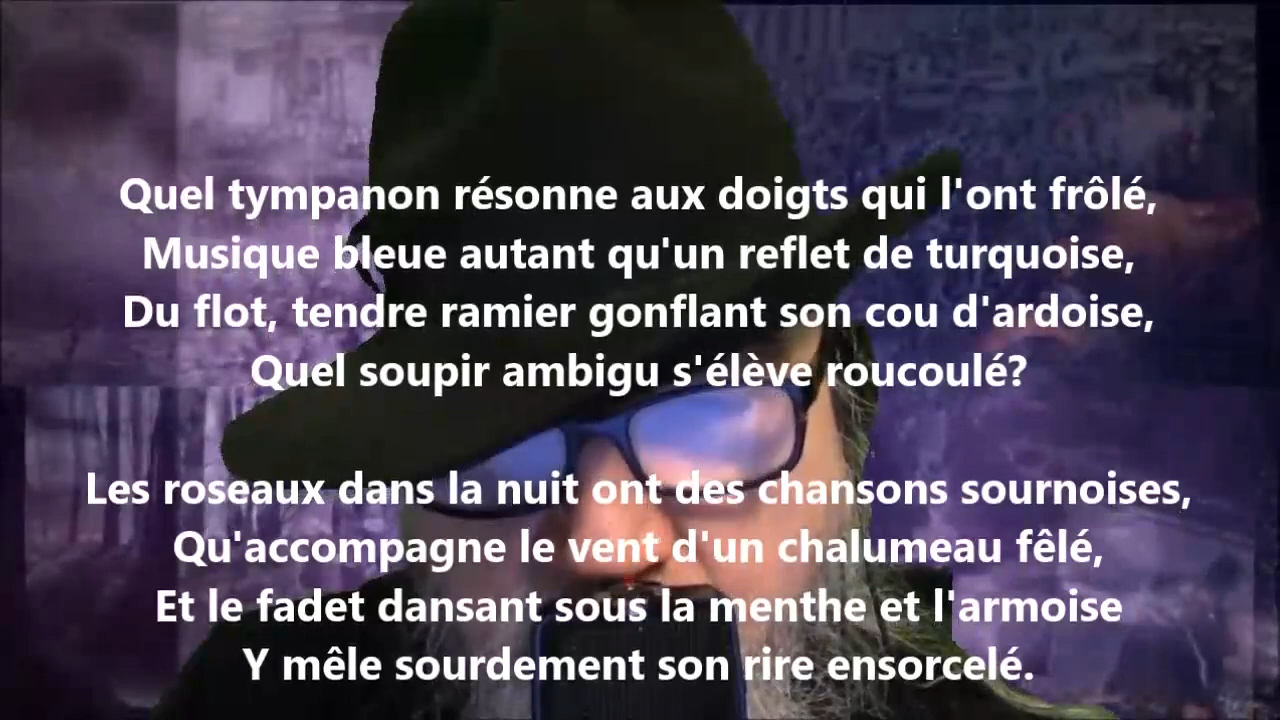 Quel tympanon résonne aux doigts qui l'ont frôlé,
Musique bleue autant qu'un reflet de turquoise,
Du flot, tendre ramier gonflant son cou d'ardoise,
Quel soupir ambigu s'élève roucoulé?
Les roseaux dans la nuit ont des chansons sournoises,
Qu'accompagne le vent d'un chalumeau fêlé,
Et le fadet dansant sous la menthe et l'armoise
Y mêle sourdement son rire ensorcelé.